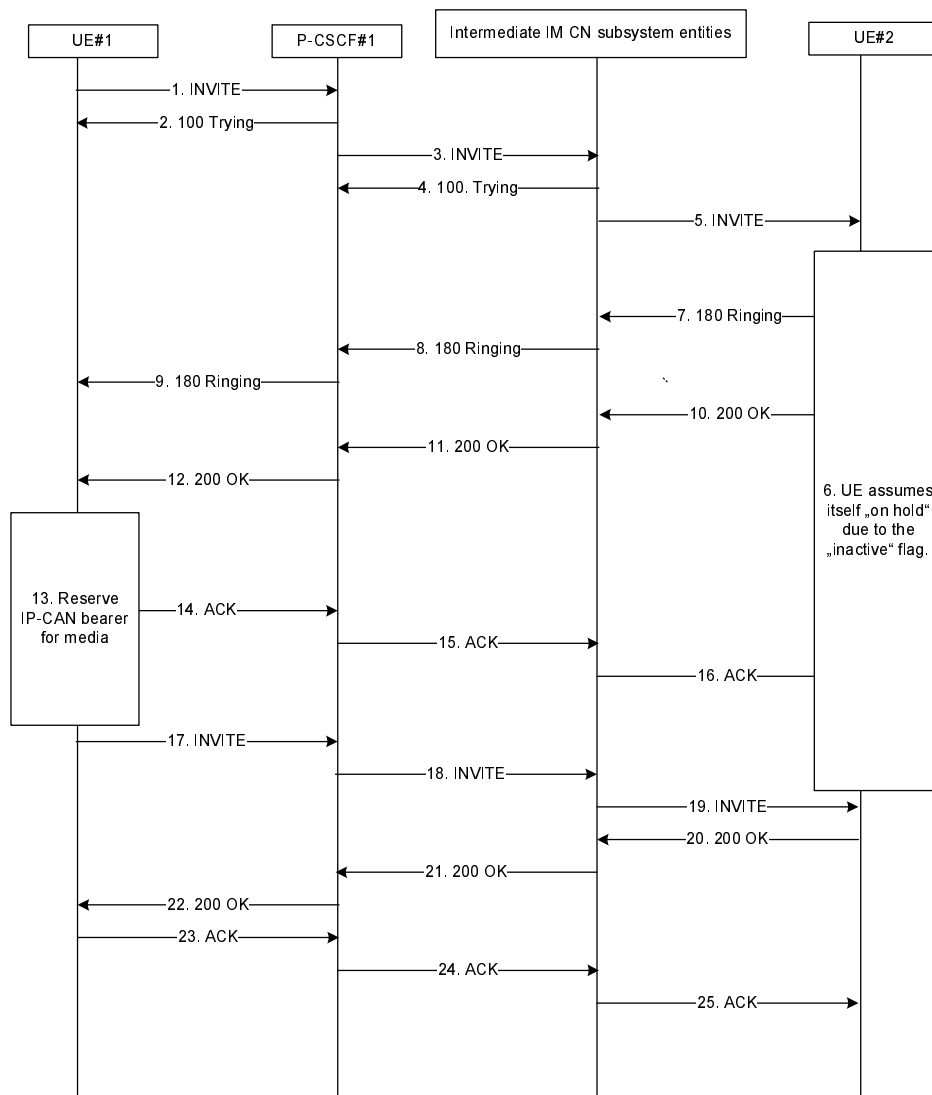 UE#1
P-CSCF#1
Intermediate IM CN subsystem entities
UE#2
1. INVITE
2. 100 Trying
3. INVITE
4. 100. Trying
5. INVITE
7. 180 Ringing
8. 180 Ringing
9. 180 Ringing
10. 200 OK
11. 200 OK
12. 200 OK
6. UE assumes
itself „on hold“
due to the
„inactive“ flag.
13. Reserve
IP-CAN bearer
for media
14. ACK
15. ACK
16. ACK
17. INVITE
18. INVITE
19. INVITE
20. 200 OK
21. 200 OK
22. 200 OK
23. ACK
24. ACK
25. ACK